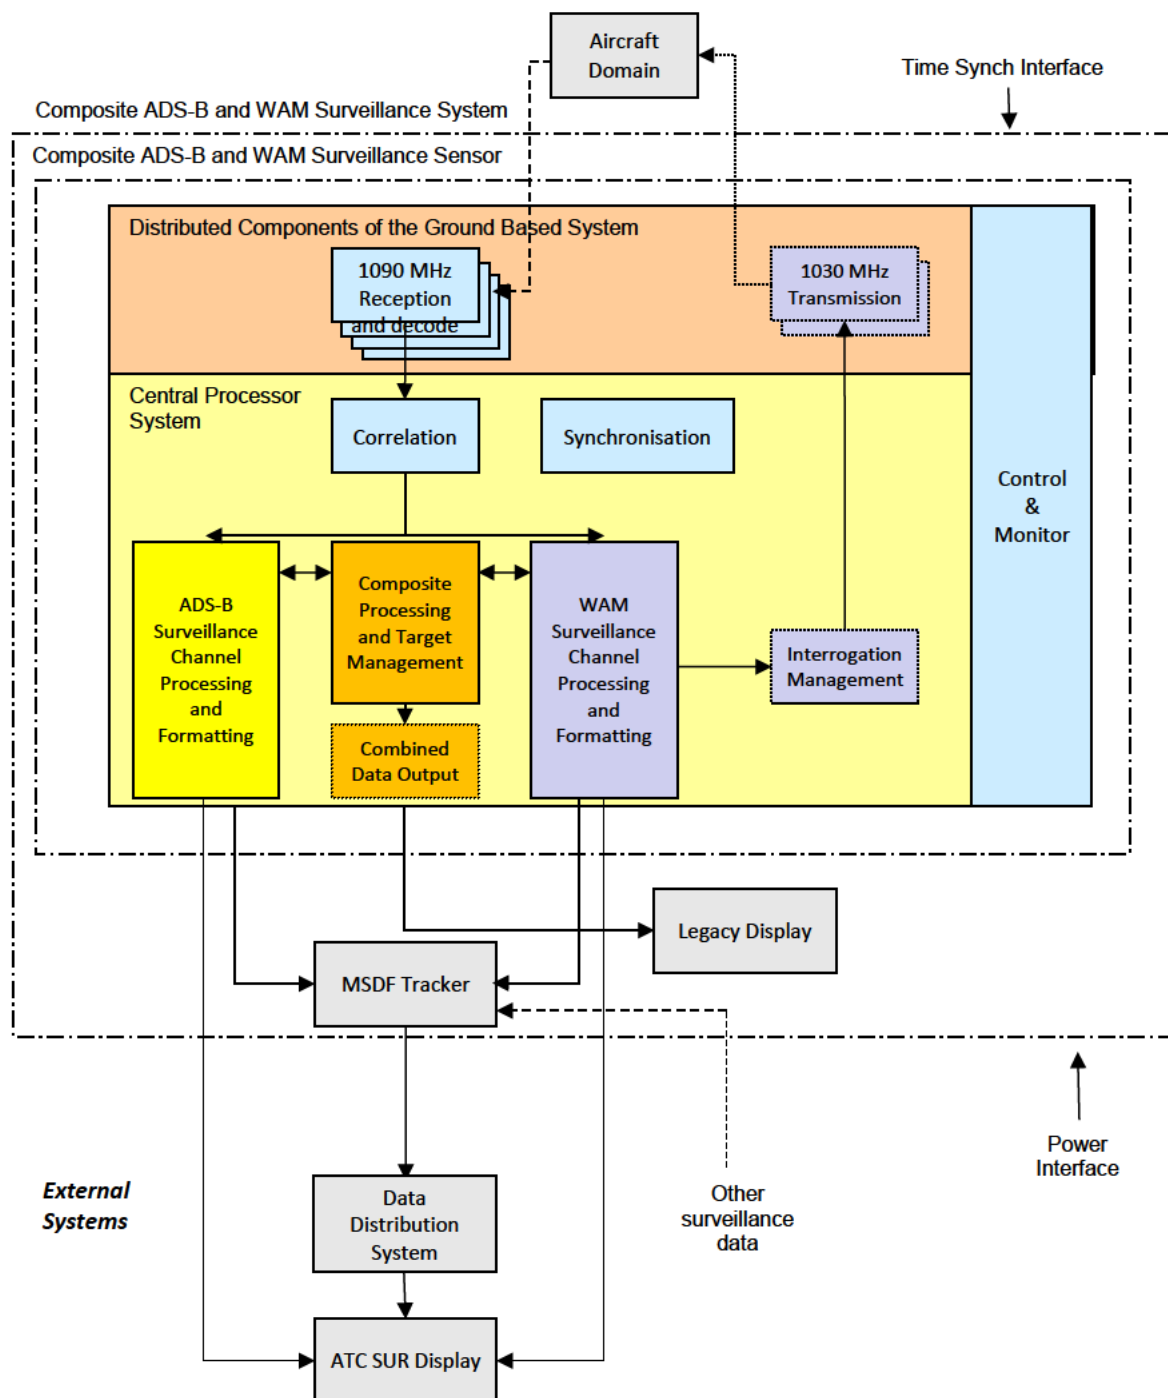 Aircraft
Domain
Time Synch Interface
Composite ADS-B and WAM Surveillance System
Composite ADS-B and WAM Surveillance Sensor
Distributed Components of the Ground Based System
1090 MHz
Reception
and decode
1030 MHz
Transmission
Central Processor
System
Correlation
Synchronisation
Control
&
Monitor
ADS-B
Surveillance
Channel
Processing
and
Formatting
Composite
Processing
and Target
Management
WAM
Surveillance
Channel
Processing
and
Formatting
Interrogation
Management
Combined
Data Output
Legacy Display
MSDF Tracker
Power
Interface
External
Systems
Data
Distribution
System
Other
surveillance
data
ATC SUR Display